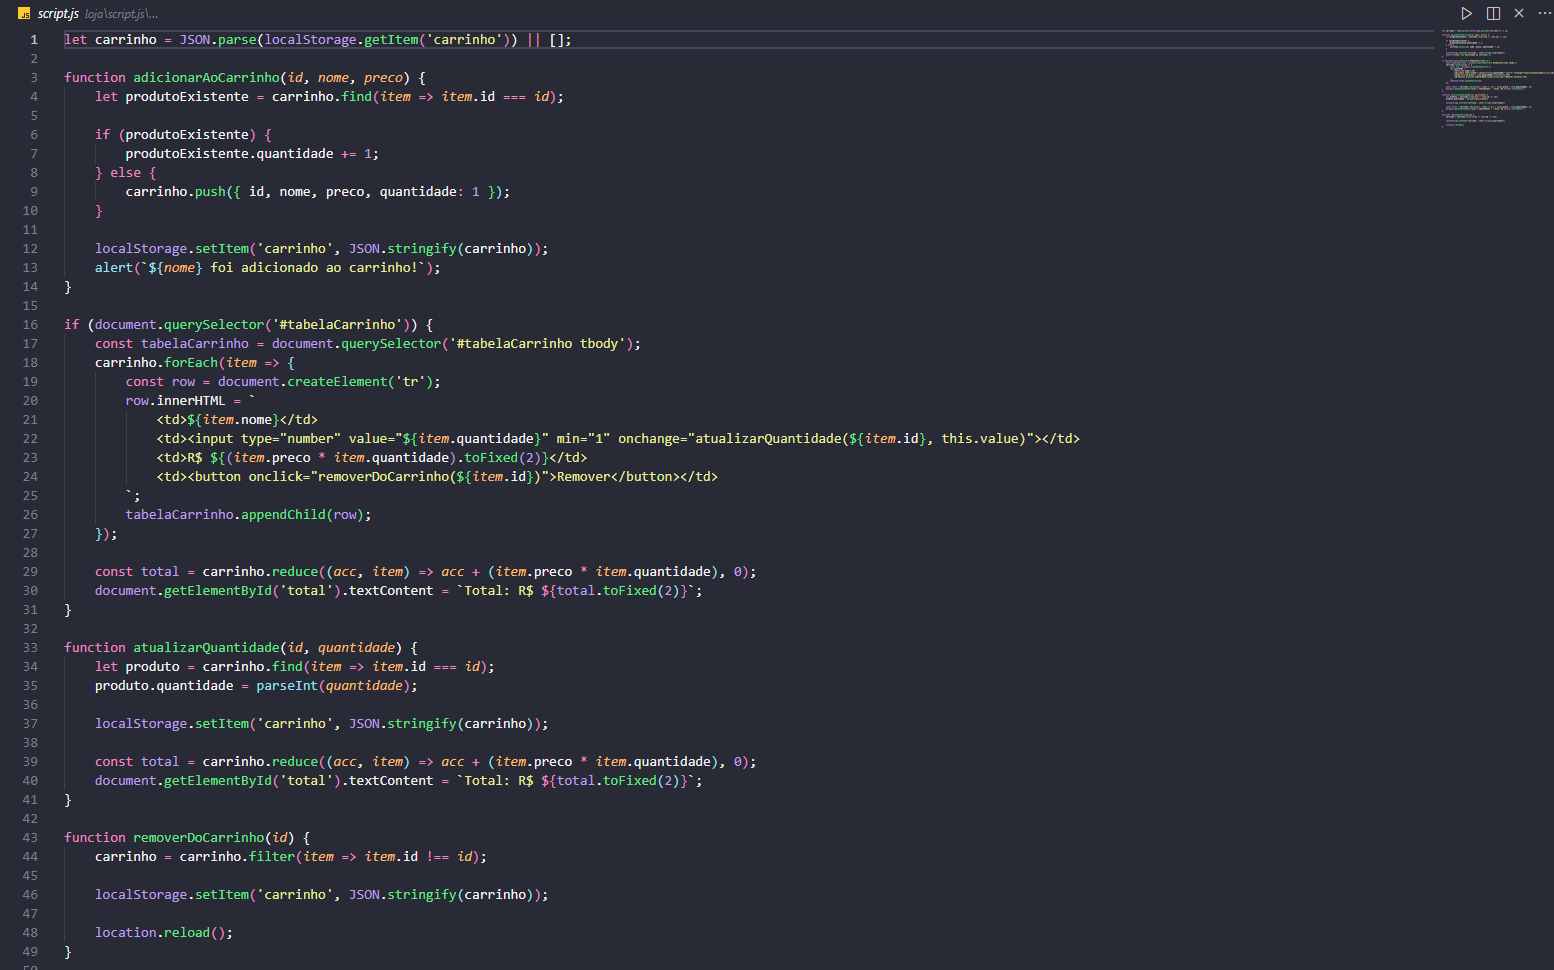 JS script.js loja\script.js\...
1 let carrinho = JSON.parse(localStorage.getItem('carrinho')) || [];
2
3 function adicionarAoCarrinho(id, nome, preco) {
4 let produtoExistente = carrinho.find(item => item.id === id);
5
6 if (produtoExistente) {
7 produtoExistente.quantidade += 1;
8 } else {
9 carrinho.push({ id, nome, preco, quantidade: 1 });
10 }
11
12 localStorage.setItem('carrinho', JSON.stringify(carrinho));
13 alert(`${nome} foi adicionado ao carrinho!`);
14 }
15
16 if (document.querySelector('#tabelaCarrinho')) {
17 const tabelaCarrinho = document.querySelector('#tabelaCarrinho tbody');
18 carrinho.forEach(item => {
19 const row = document.createElement('tr');
20 row.innerHTML = `
21 <td>${item.nome}</td>
22 <td><input type="number" value="${item.quantidade}" min="1" onchange="atualizarQuantidade(${item.id}, this.value)"></td>
23 <td>R$ ${(item.preco * item.quantidade).toFixed(2)}</td>
24 <td><button onclick="removerDoCarrinho(${item.id})">Remover</button></td>
25 `;
26 tabelaCarrinho.appendChild(row);
27 });
28
29 const total = carrinho.reduce((acc, item) => acc + (item.preco * item.quantidade), 0);
30 document.getElementById('total').textContent = `Total: R$ ${total.toFixed(2)}`;
31 }
32
33 function atualizarQuantidade(id, quantidade) {
34 let produto = carrinho.find(item => item.id === id);
35 produto.quantidade = parseInt(quantidade);
36
37 localStorage.setItem('carrinho', JSON.stringify(carrinho));
38
39 const total = carrinho.reduce((acc, item) => acc + (item.preco * item.quantidade), 0);
40 document.getElementById('total').textContent = `Total: R$ ${total.toFixed(2)}`;
41 }
42
43 function removerDoCarrinho(id) {
44 carrinho = carrinho.filter(item => item.id !== id);
45
46 localStorage.setItem('carrinho', JSON.stringify(carrinho));
47
48 location.reload();
49 }